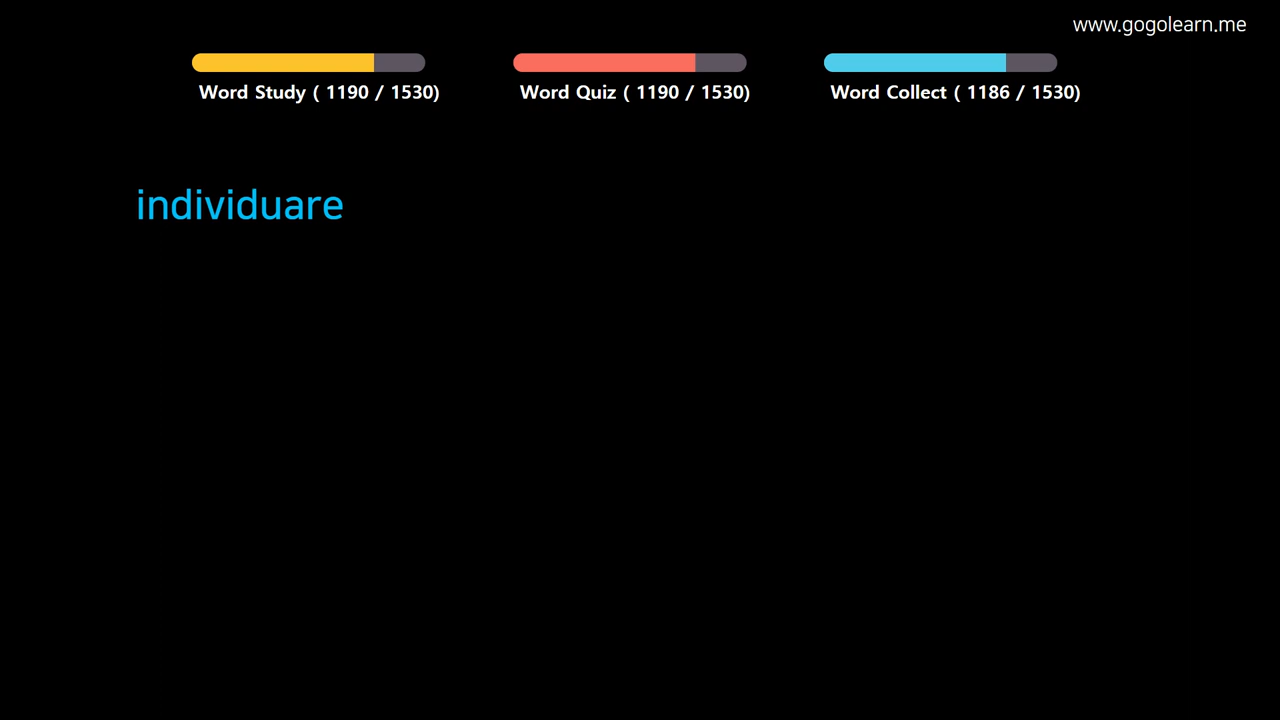 www.gogolearn.me
Word Study ( 1190 / 1530)
Word Quiz ( 1190 / 1530)
Word Collect ( 1186 / 1530)
individuare